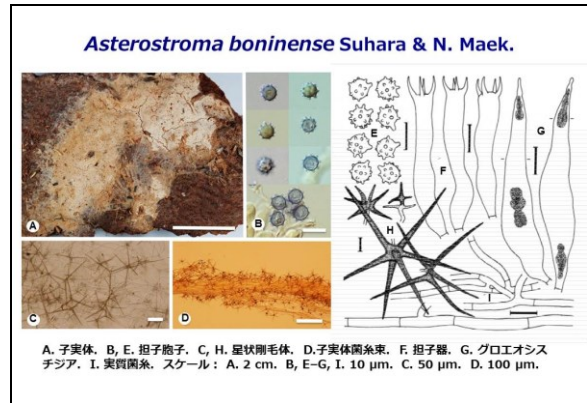 Asterostroma boninense Suhara & N. Maek.
A
B
C
D
E
F
G
H
I
A. 子実体. B, E. 担子胞子. C, H. 星状剛毛体. D.子実体菌糸束. F. 担子器. G. グロエオシス
チジア. I. 実質菌糸. スケール： A. 2 cm. B, E–G, I. 10 μm. C. 50 μm. D. 100 μm.